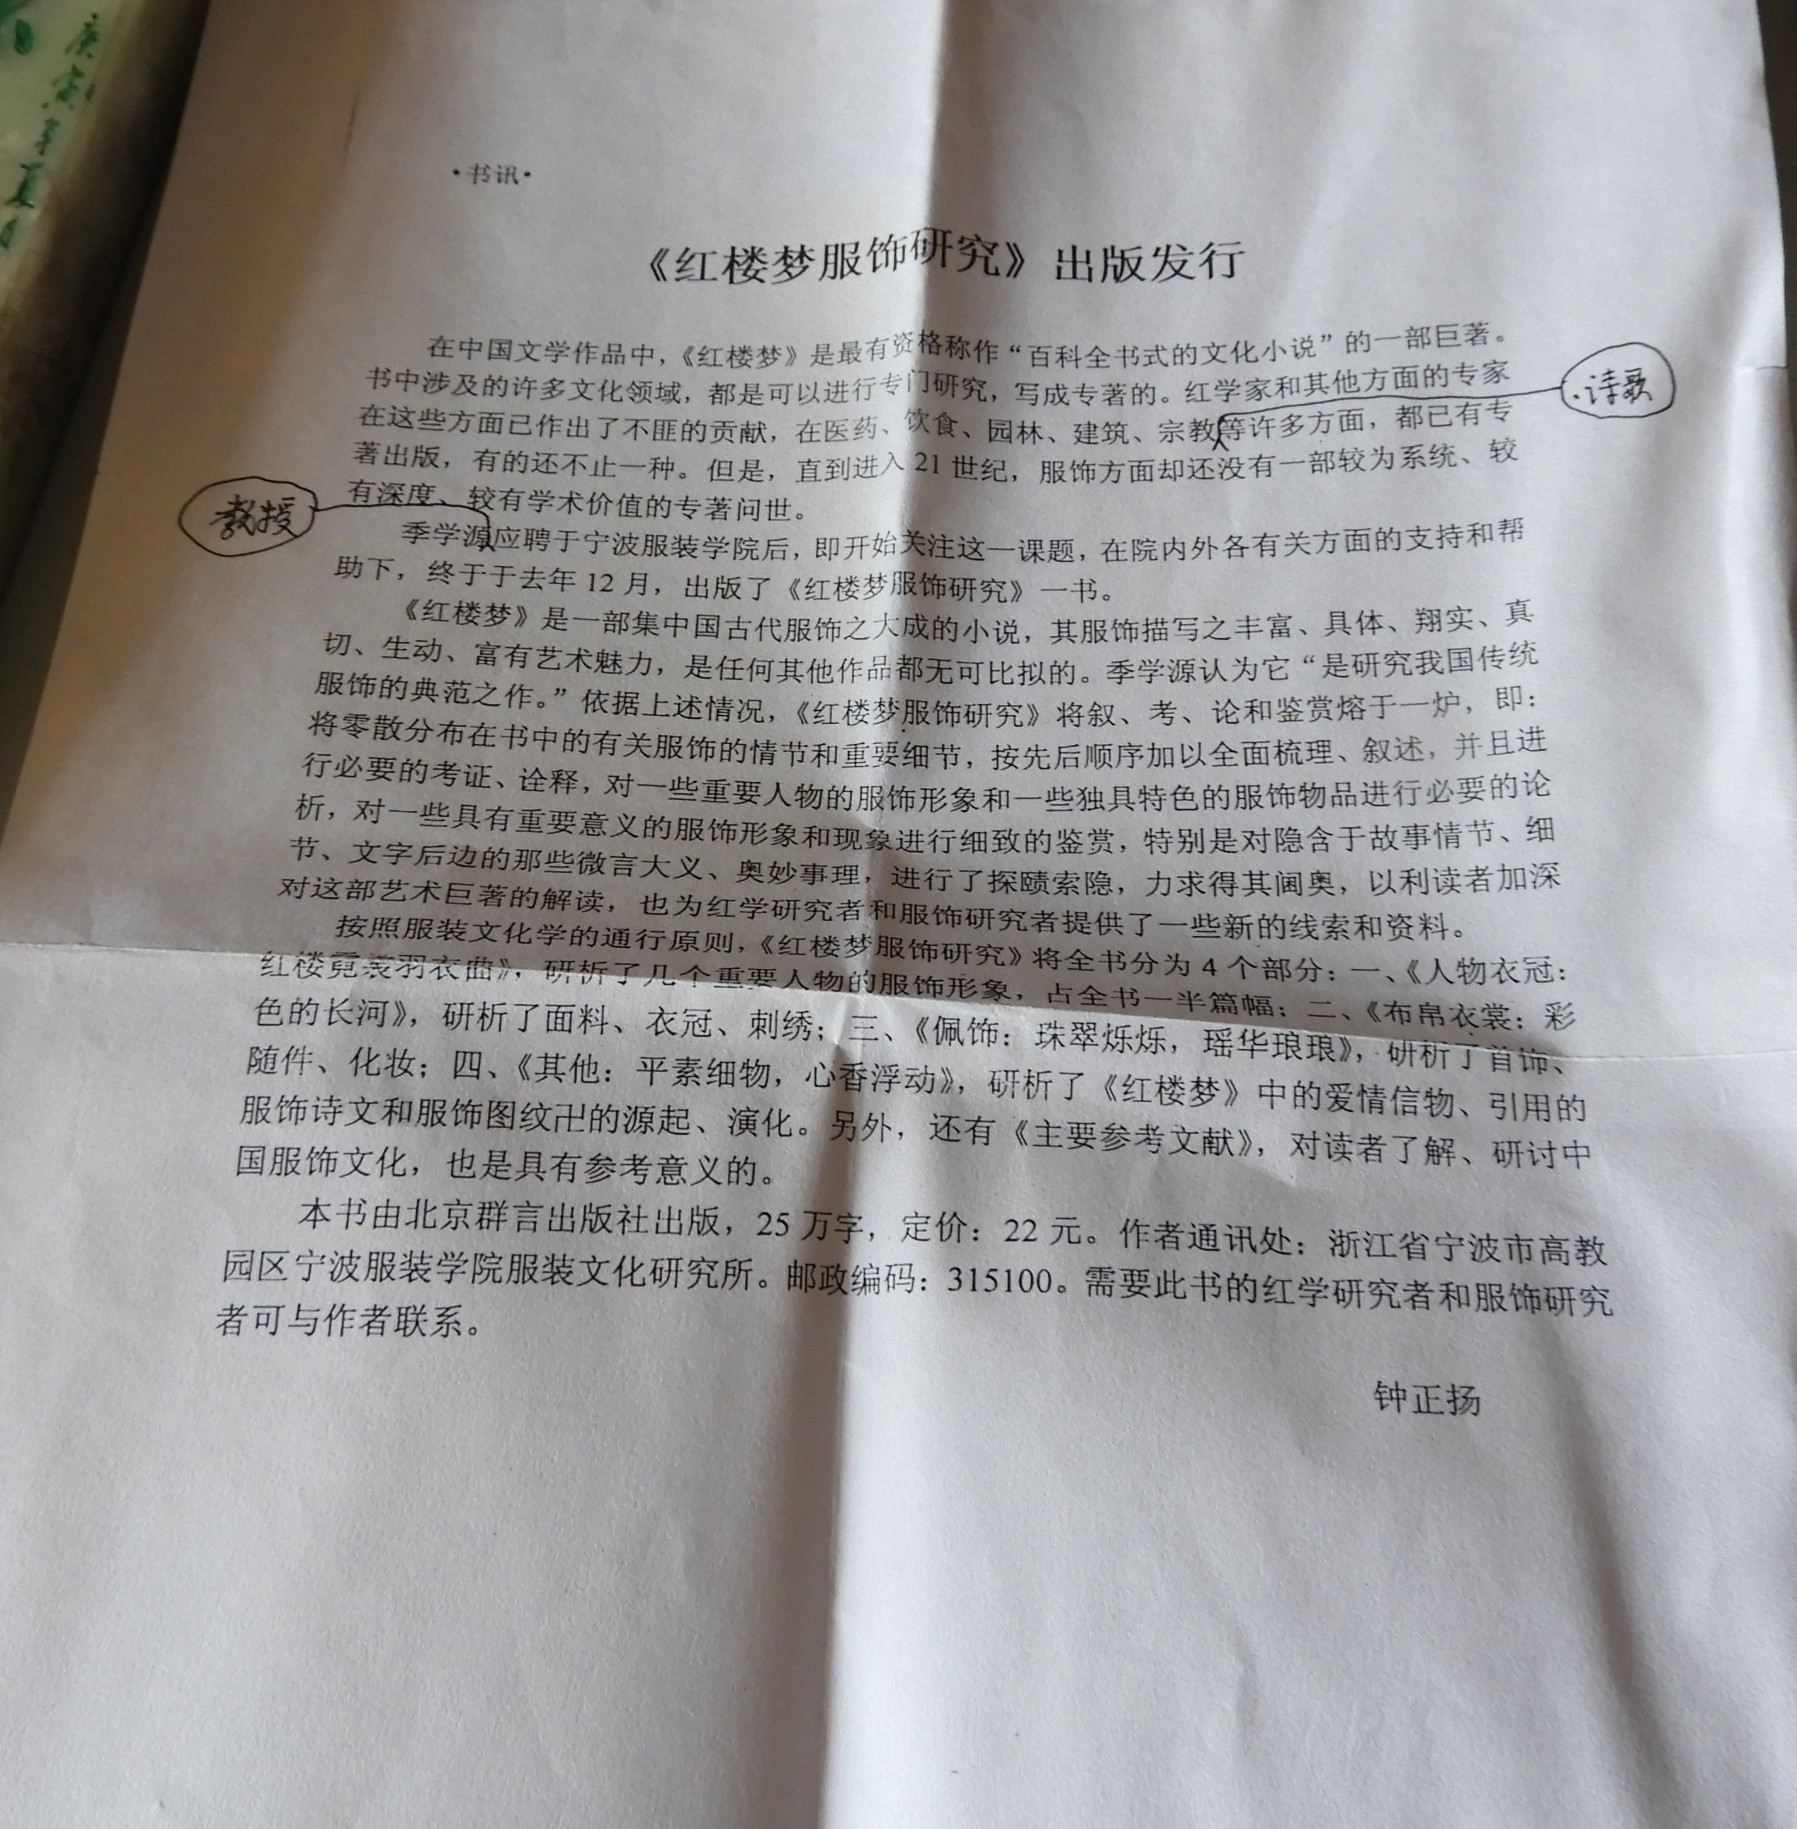 ·书讯·
《红楼梦服饰研究》出版发行
在中国文学作品中，《红楼梦》是最有资格称作“百科全书式的文化小说”的一部巨著。
书中涉及的许多文化领域，都是可以进行专门研究，写成专著的。红学家和其他方面的专家
在这些方面已作出了不匪的贡献，在医药、饮食、园林、建筑、宗教等许多方面，都已有专
、诗歌
著出版，有的还不止一种。但是，直到进入21世纪，服饰方面却还没有一部较为系统、较
有深度、较有学术价值的专著问世。
教授
季学源应聘于宁波服装学院后，即开始关注这一课题，在院内外各有关方面的支持和帮
助下，终于于去年12月，出版了《红楼梦服饰研究》一书。
《红楼梦》是一部集中国古代服饰之大成的小说，其服饰描写之丰富、具体、翔实、真
切、生动、富有艺术魅力，是任何其他作品都无可比拟的。季学源认为它“是研究我国传统
服饰的典范之作。”依据上述情况，《红楼梦服饰研究》将叙、考、论和鉴赏熔于一炉，即：
将零散分布在书中的有关服饰的情节和重要细节，按先后顺序加以全面梳理、叙述，并且进
行必要的考证、诠释，对一些重要人物的服饰形象和一些独具特色的服饰物品进行必要的论
析，对一些具有重要意义的服饰形象和现象进行细致的鉴赏，特别是对隐含于故事情节、细
节、文字后边的那些微言大义、奥妙事理，进行了探赜索隐，力求得其阃奥，以利读者加深
对这部艺术巨著的解读，也为红学研究者和服饰研究者提供了一些新的线索和资料。
按照服装文化学的通行原则，《红楼梦服饰研究》将全书分为4个部分：一、《人物衣冠：
红楼霓裳羽衣曲》，研析了几个重要人物的服饰形象，占全书一半篇幅；二、《布帛衣裳：彩
色的长河》，研析了面料、衣冠、刺绣；三、《佩饰：珠翠烁烁，瑶华琅琅》，研析了首饰、
随件、化妆；四、《其他：平素细物，心香浮动》，研析了《红楼梦》中的爱情信物、引用的
服饰诗文和服饰图纹卍的源起、演化。另外，还有《主要参考文献》，对读者了解、研讨中
国服饰文化，也是具有参考意义的。
本书由北京群言出版社出版，25万字，定价：22元。作者通讯处：浙江省宁波市高教
园区宁波服装学院服装文化研究所。邮政编码：315100。需要此书的红学研究者和服饰研究
者可与作者联系。
钟正扬